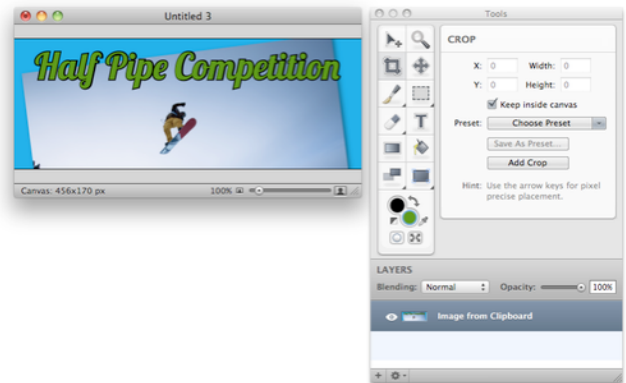 Untitled 3
Half Pipe Competition
Canvas: 456x170 px
100%
Tools
T
CROP
X: 0 Width: 0
Y: 0 Height: 0
Keep inside canvas
Preset: Choose Preset
Save As Preset...
Add Crop
Hint: Use the arrow keys for pixel
precise placement.
LAYERS
Blending: Normal Opacity: 100%
Image from Clipboard